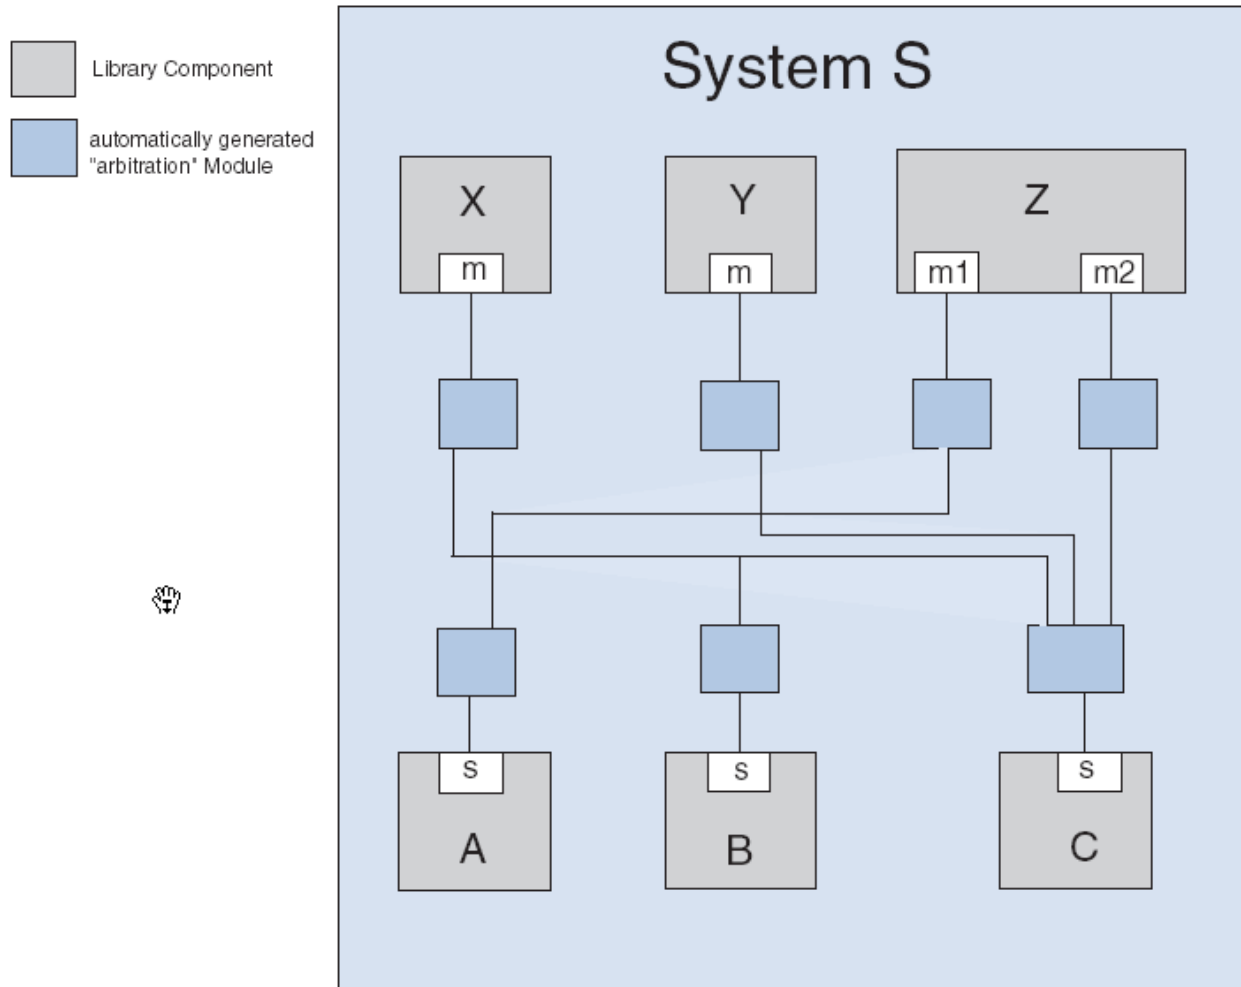 System S
Library Component
automatically generated
"arbitration" Module
X
Y
Z
m
m
m1
m2
s
s
s
A
B
C